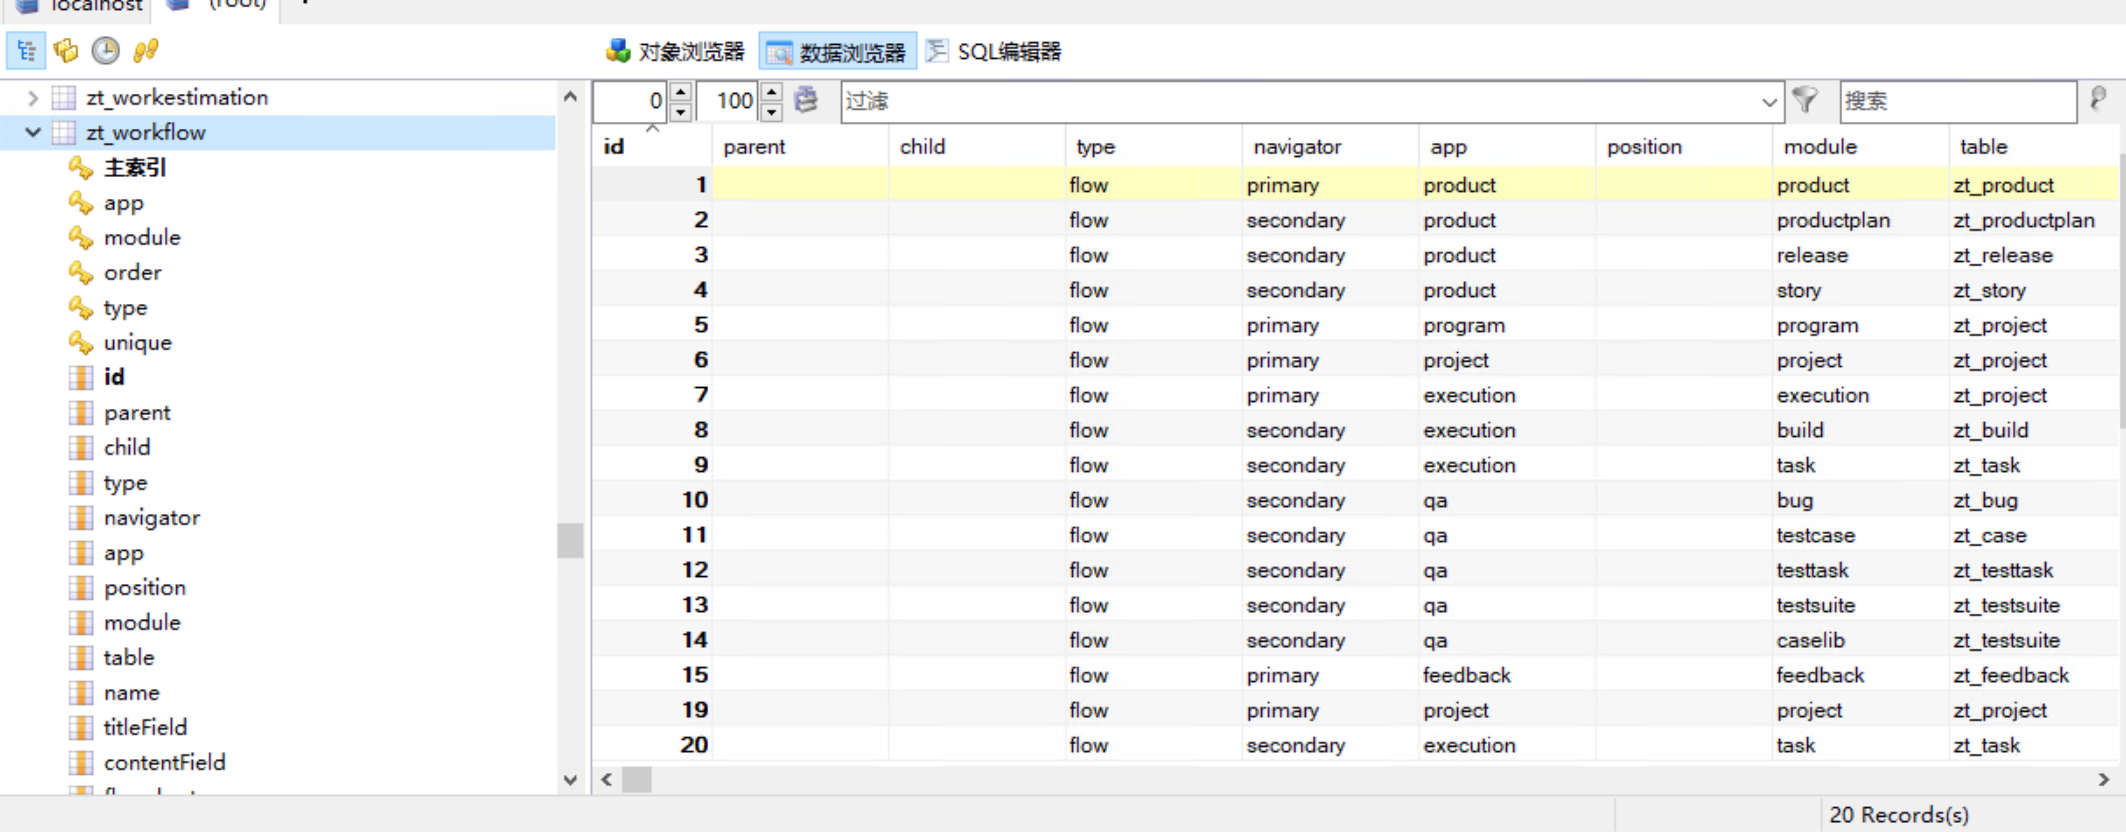 localhost (root)
对象浏览器 数据浏览器 SQL编辑器
zt_workestimation
zt_workflow
主索引
app
module
order
type
unique
id
parent
child
type
navigator
app
position
module
table
name
titleField
contentField
0 100 过滤 搜索
id parent child type navigator app position module table
1 flow primary product product zt_product
2 flow secondary product productplan zt_productplan
3 flow secondary product release zt_release
4 flow secondary product story zt_story
5 flow primary program program zt_project
6 flow primary project project zt_project
7 flow primary execution execution zt_project
8 flow secondary execution build zt_build
9 flow secondary execution task zt_task
10 flow secondary qa bug zt_bug
11 flow secondary qa testcase zt_case
12 flow secondary qa testtask zt_testtask
13 flow secondary qa testsuite zt_testsuite
14 flow secondary qa caselib zt_testsuite
15 flow primary feedback feedback zt_feedback
19 flow primary project project zt_project
20 flow secondary execution task zt_task
20 Records(s)